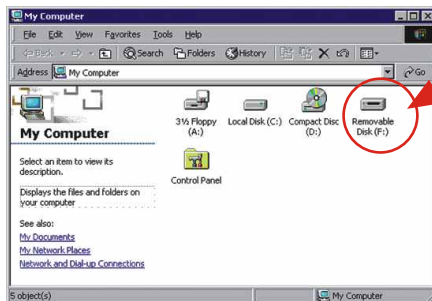 My Computer
File Edit View Favorites Tools Help
Back Search Folders History
Address My Computer Go
My Computer
Select an item to view its
description.
Displays the files and folders on
your computer
See also:
My Documents
My Network Places
Network and Dial-up Connections
3½ Floppy
(A:)
Local Disk (C:)
Compact Disc
(D:)
Removable
Disk (F:)
Control Panel
5 object(s) My Computer